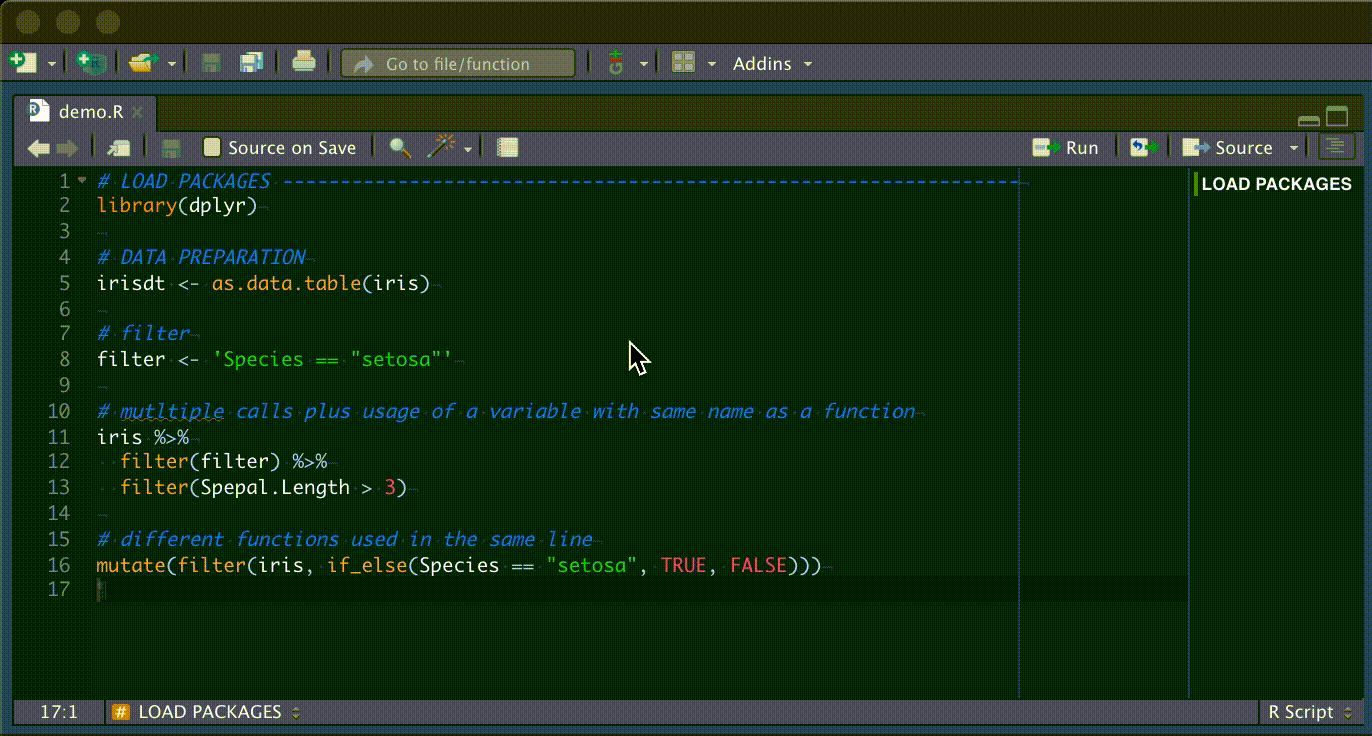 Go to file/function
Addins
demo.R
Source on Save
Run
Source
1 # LOAD PACKAGES ----------------------------------------------------------------
2 library(dplyr)
3
4 # DATA PREPARATION
5 irisdt <- as.data.table(iris)
6
7 # filter
8 filter <- 'Species == "setosa"'
9
10 # mutltiple calls plus usage of a variable with same name as a function
11 iris %>%
12 filter(filter) %>%
13 filter(Spepal.Length > 3)
14
15 # different functions used in the same line
16 mutate(filter(iris, if_else(Species == "setosa", TRUE, FALSE)))
17
LOAD PACKAGES
17:1
# LOAD PACKAGES
R Script